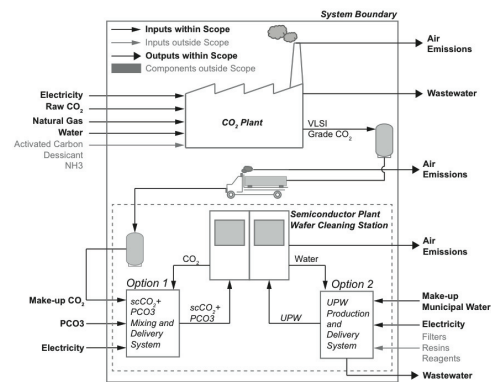 System Boundary
Inputs within Scope
Inputs outside Scope
Outputs within Scope
Components outside Scope
Air
Emissions
Electricity
Raw CO2
Natural Gas
Water
Activated Carbon
Dessicant
NH3
CO2 Plant
Wastewater
VLSI
Grade CO2
Air
Emissions
Semiconductor Plant
Wafer Cleaning Station
Air
Emissions
CO2
Water
Option 1
Option 2
Make-up CO2
PCO3
Electricity
scCO2+
PCO3
Mixing and
Delivery
System
scCO2+
PCO3
UPW
UPW
Production
and
Delivery
System
Make-up
Municipal Water
Electricity
Filters
Resins
Reagents
Wastewater